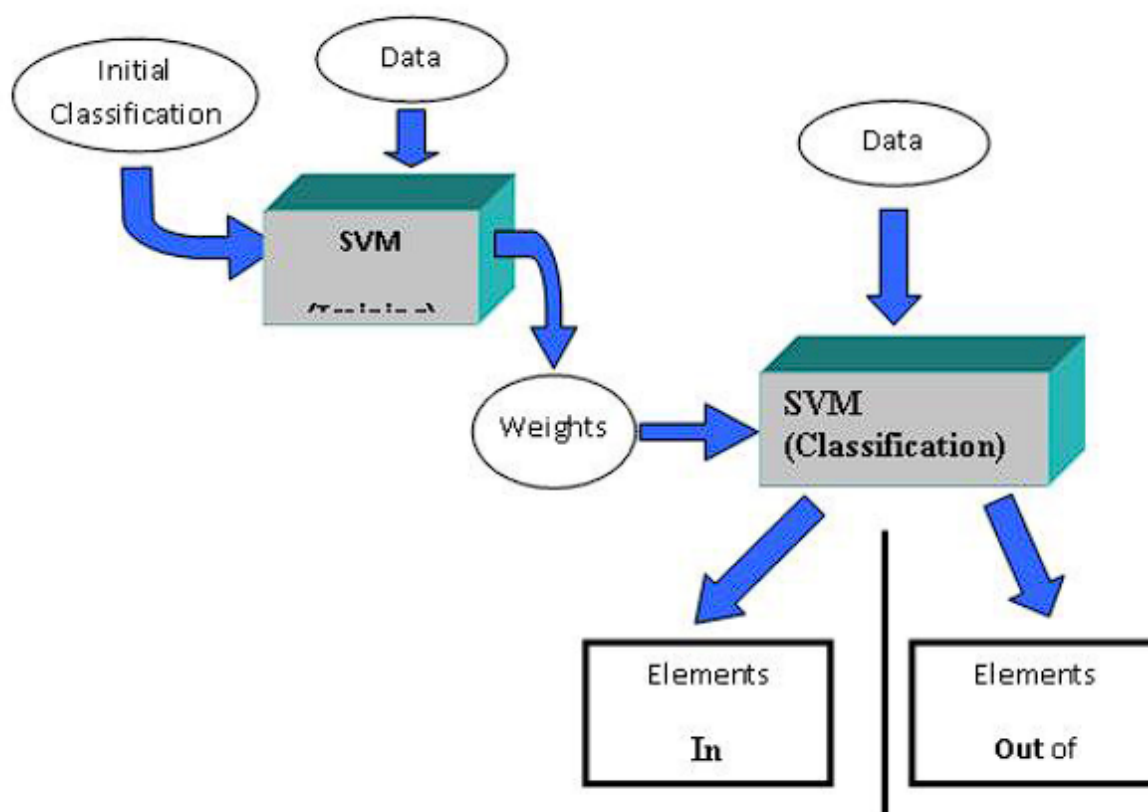 Initial
Classification
Data
Data
SVM
Weights
SVM
(Classification)
Elements
In
Elements
Out of